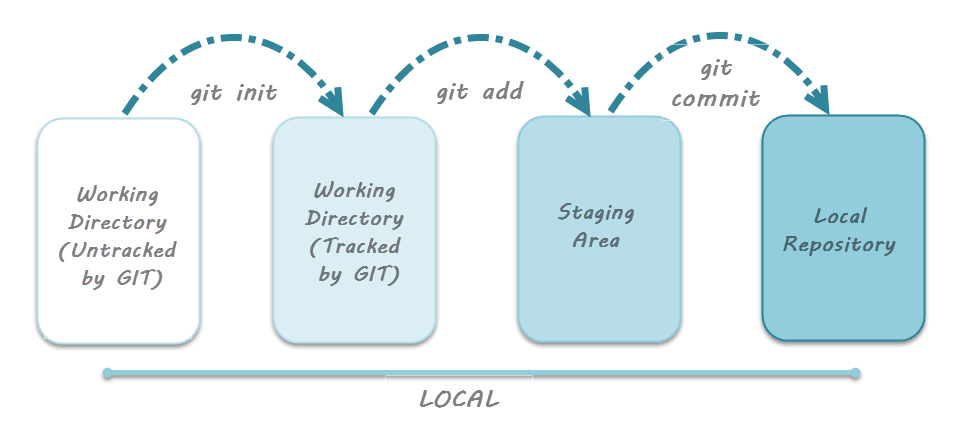 git init
git add
git
commit
Working
Directory
(Untracked
by GIT)
Working
Directory
(Tracked
by GIT)
Staging
Area
Local
Repository
LOCAL